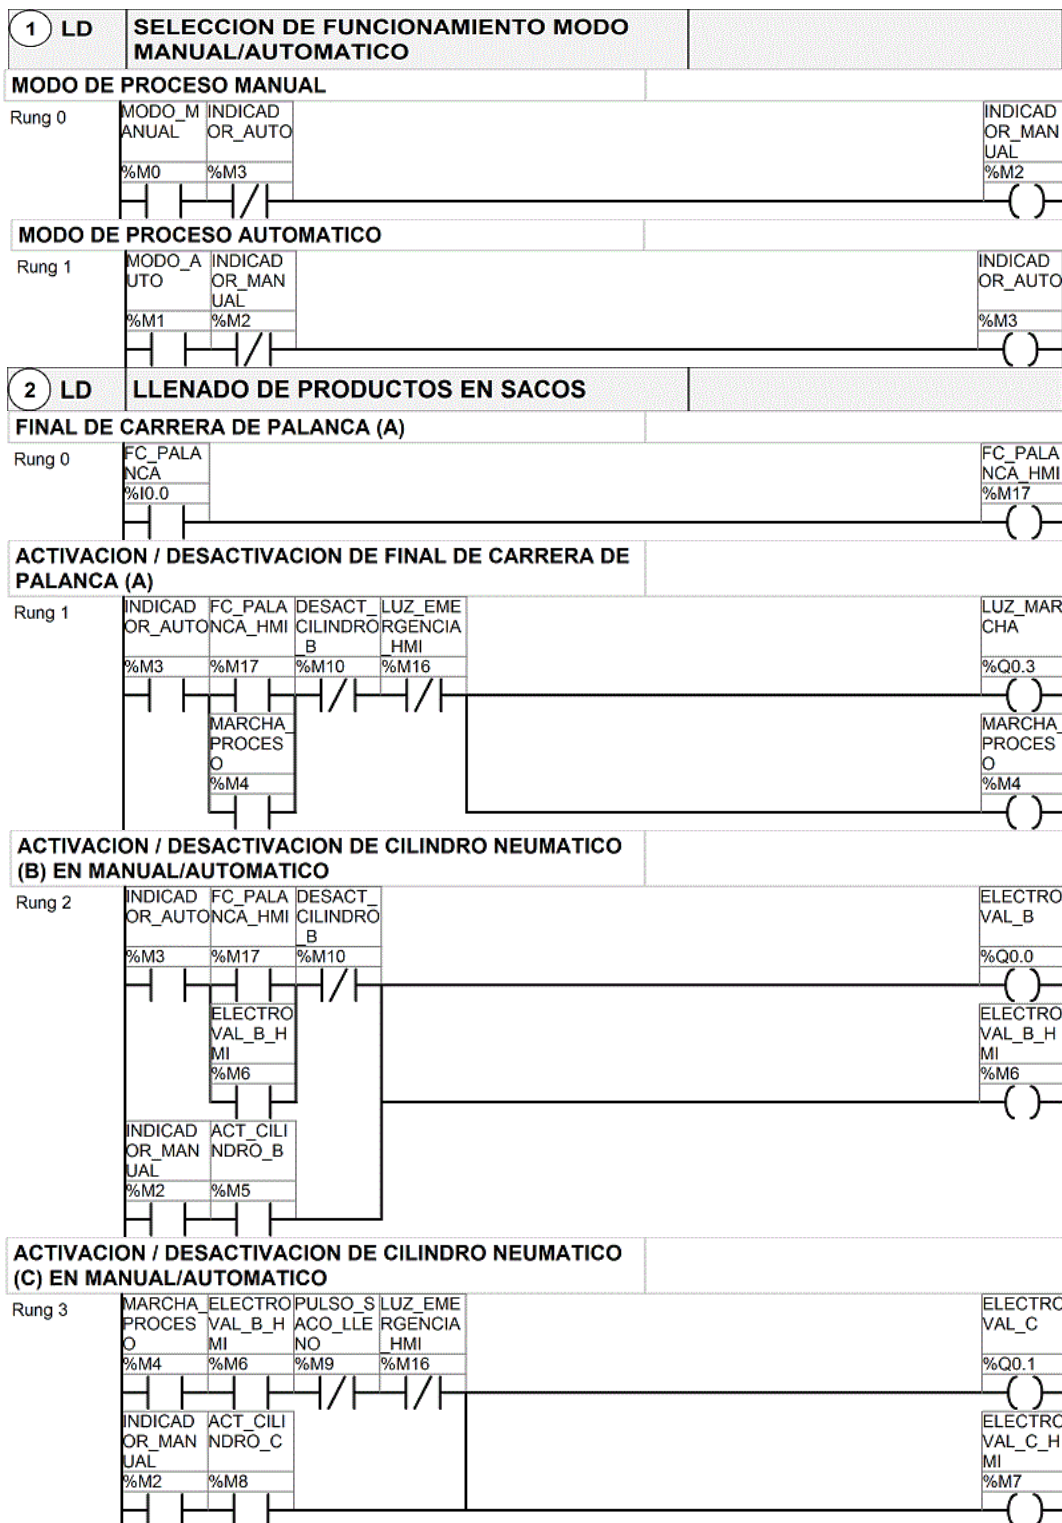 1 LD SELECCION DE FUNCIONAMIENTO MODO
MANUAL/AUTOMATICO
MODO DE PROCESO MANUAL
Rung 0
MODO_M INDICAD INDICAD
ANUAL OR_AUTO OR_MAN
UAL
%M0 %M3 %M2
MODO DE PROCESO AUTOMATICO
Rung 1
MODO_A INDICAD INDICAD
UTO OR_MAN OR_AUTO
UAL
%M1 %M2 %M3
2 LD LLENADO DE PRODUCTOS EN SACOS
FINAL DE CARRERA DE PALANCA (A)
Rung 0
FC_PALA FC_PALA
NCA NCA_HMI
%I0.0 %M17
ACTIVACION / DESACTIVACION DE FINAL DE CARRERA DE
PALANCA (A)
Rung 1
INDICAD FC_PALA DESACT_ LUZ_EME LUZ_MAR
OR_AUTO NCA_HMI CILINDRO RGENCIA CHA
_B _HMI
%M3 %M17 %M10 %M16 %Q0.3
MARCHA_ MARCHA_
PROCES PROCES
O O
%M4 %M4
ACTIVACION / DESACTIVACION DE CILINDRO NEUMATICO
(B) EN MANUAL/AUTOMATICO
Rung 2
INDICAD FC_PALA DESACT_ ELECTRO
OR_AUTO NCA_HMI CILINDRO VAL_B
_B
%M3 %M17 %M10 %Q0.0
ELECTRO ELECTRO
VAL_B_H VAL_B_H
MI MI
%M6 %M6
INDICAD ACT_CILI
OR_MAN NDRO_B
UAL
%M2 %M5
ACTIVACION / DESACTIVACION DE CILINDRO NEUMATICO
(C) EN MANUAL/AUTOMATICO
Rung 3
MARCHA_ ELECTRO PULSO_S LUZ_EME ELECTRO
PROCES VAL_B_H ACO_LLE RGENCIA VAL_C
O MI NO _HMI
%M4 %M6 %M9 %M16 %Q0.1
INDICAD ACT_CILI ELECTRO
OR_MAN NDRO_C VAL_C_H
UAL MI
%M2 %M8 %M7